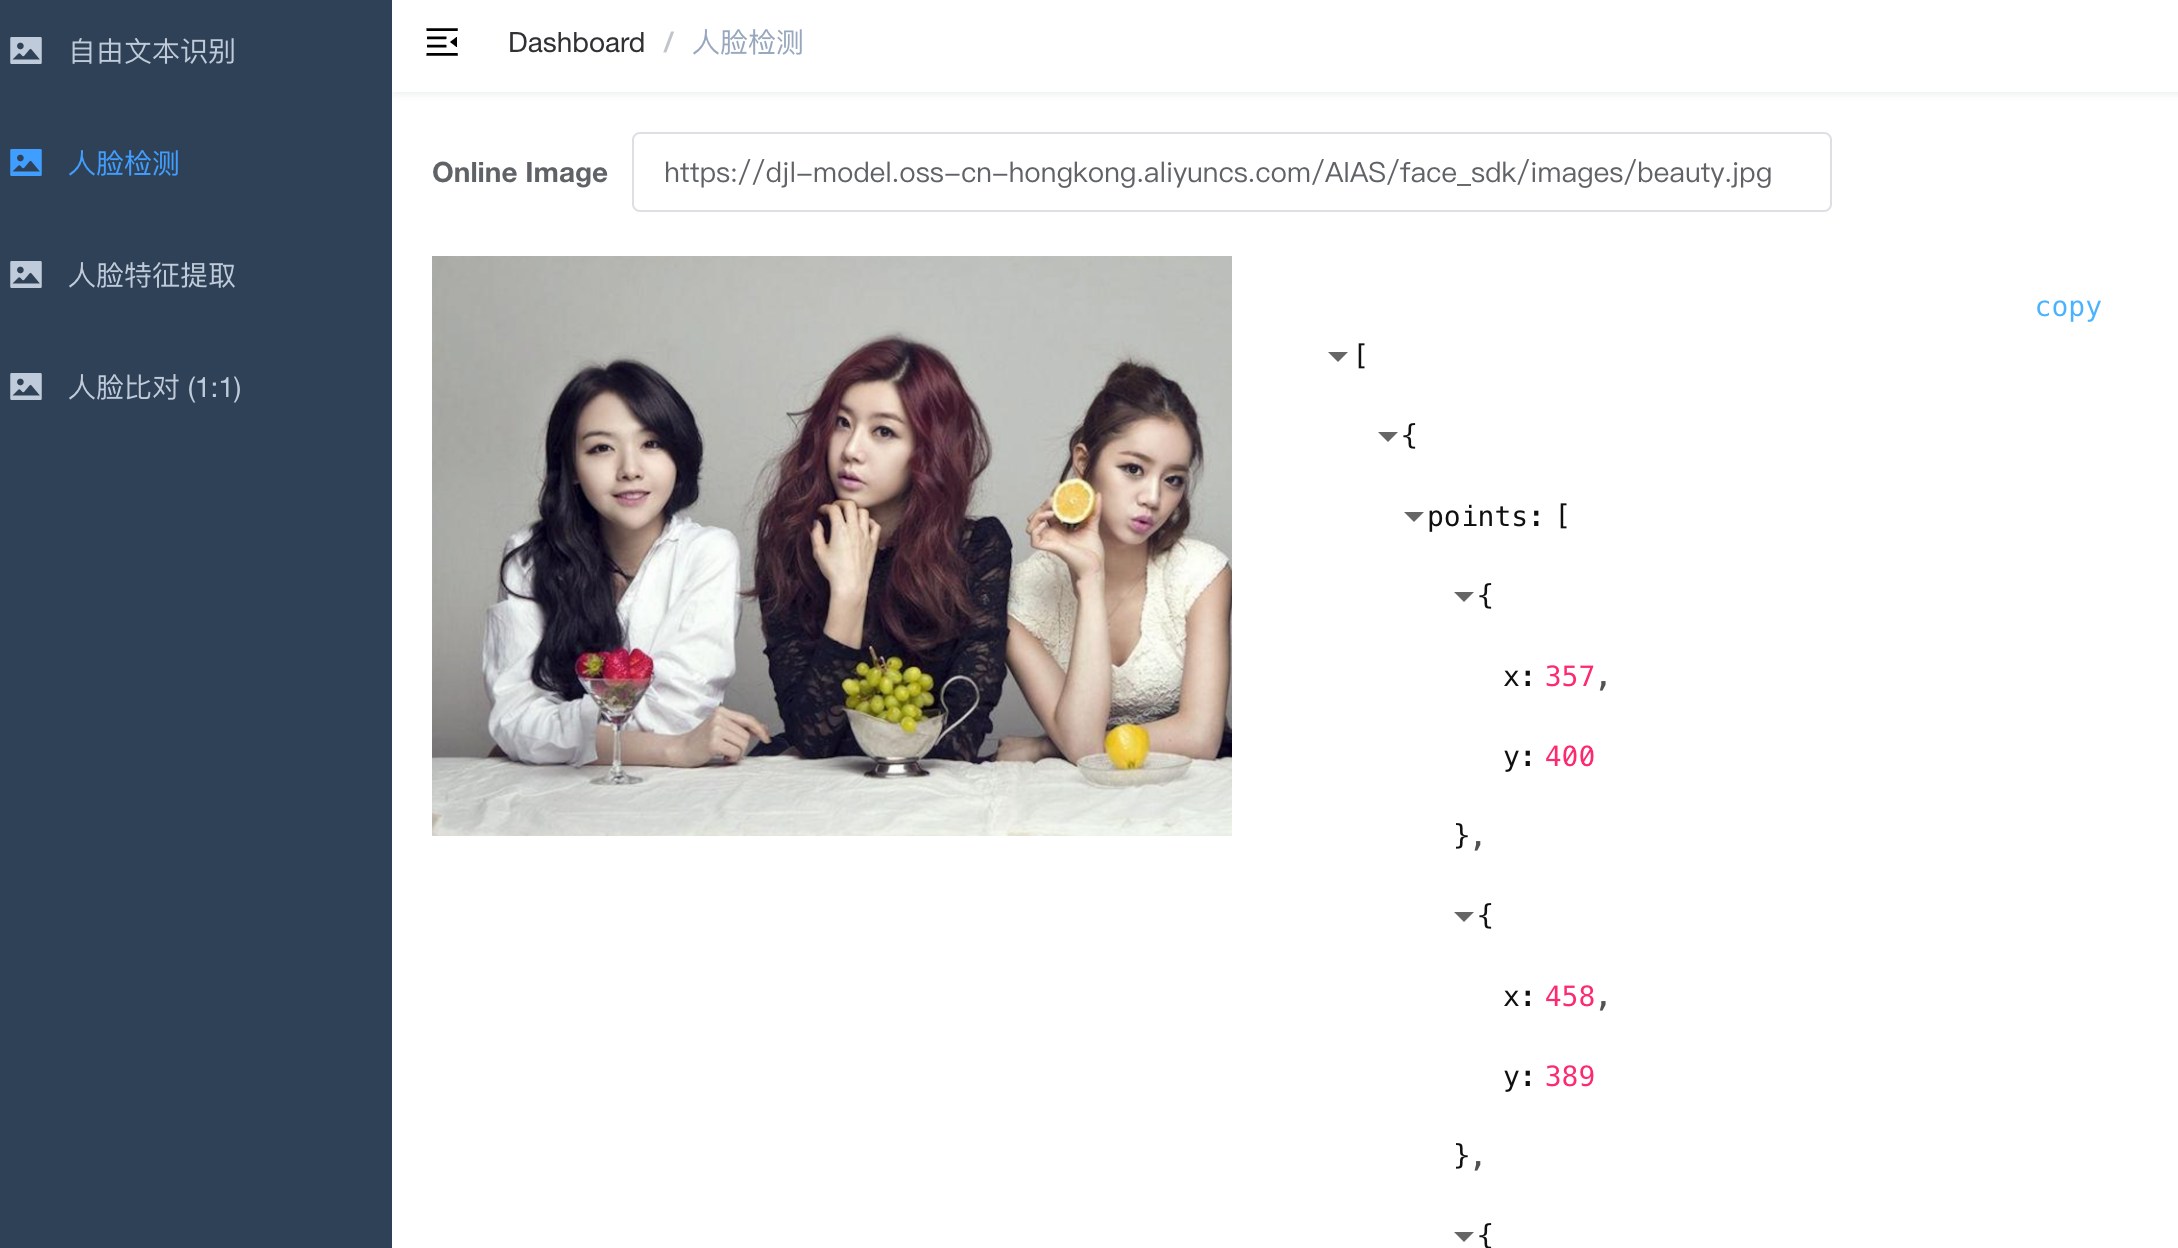 自由文本识别
人脸检测
人脸特征提取
人脸比对 (1:1)
Dashboard / 人脸检测
Online Image https://djl-model.oss-cn-hongkong.aliyuncs.com/AIAS/face_sdk/images/beauty.jpg
copy
[
{
points: [
{
x: 357,
y: 400
},
{
x: 458,
y: 389
},
{